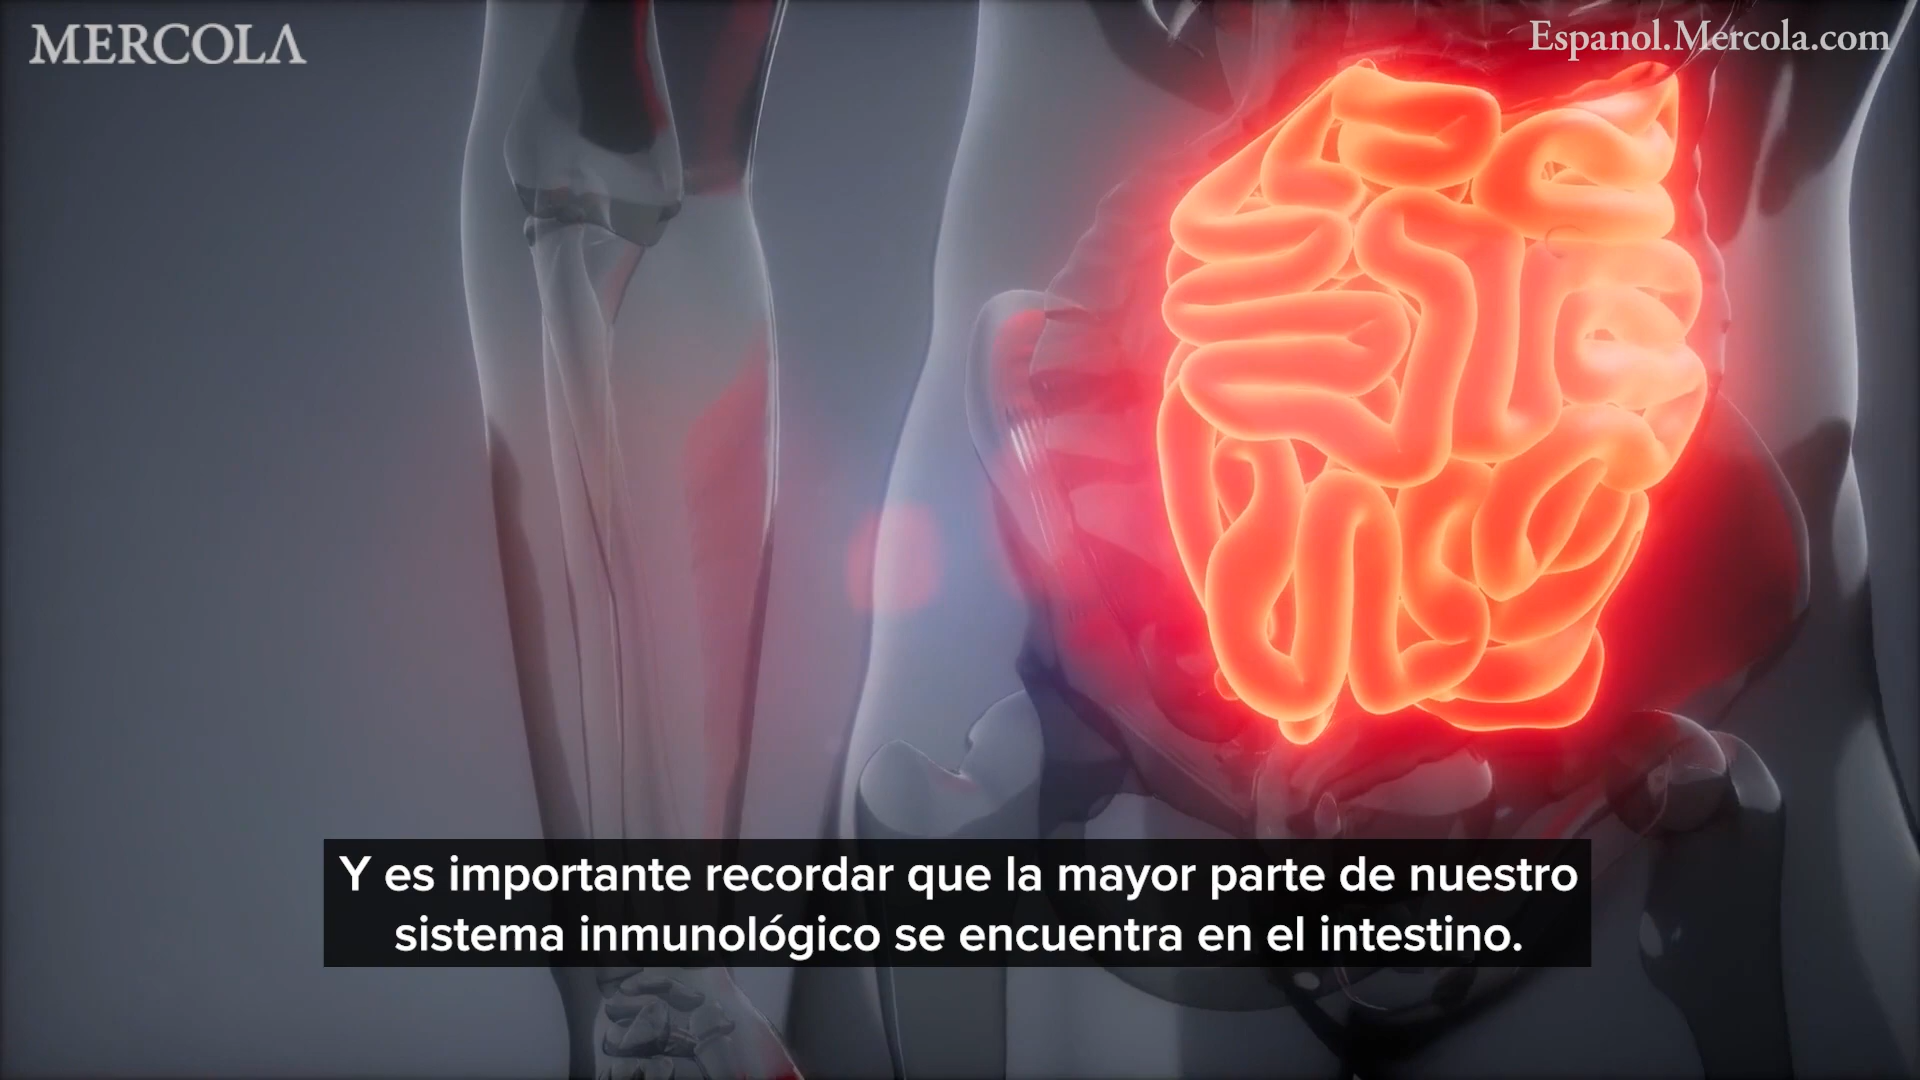 MERCOLA
Espanol.Mercola.com
Y es importante recordar que la mayor parte de nuestro
sistema inmunológico se encuentra en el intestino.